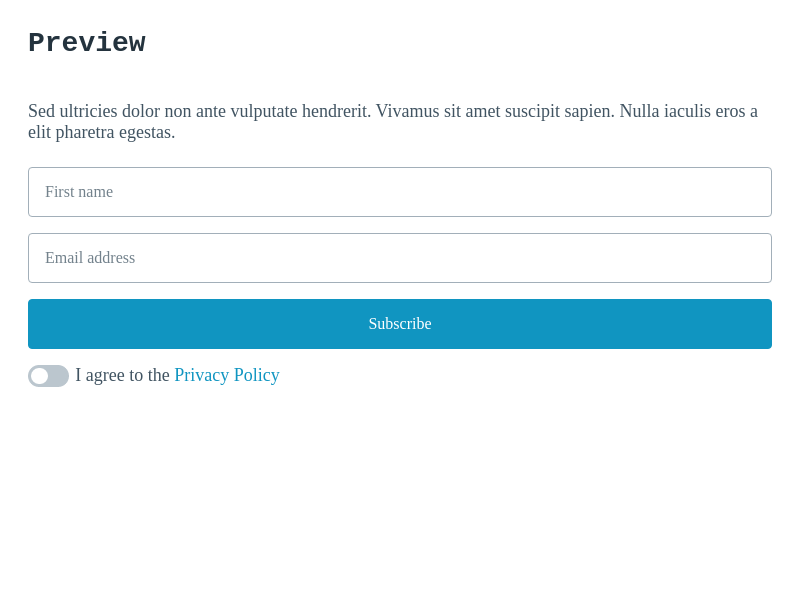 Preview
Sed ultricies dolor non ante vulputate hendrerit. Vivamus sit amet suscipit sapien. Nulla iaculis eros a
elit pharetra egestas.
First name
Email address
Subscribe
I agree to the Privacy Policy